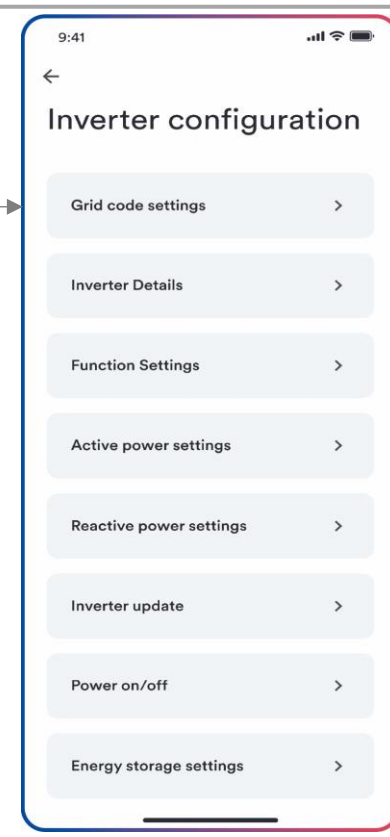 9:41
Inverter configuration
Grid code settings
Inverter Details
Function Settings
Active power settings
Reactive power settings
Inverter update
Power on/off
Energy storage settings